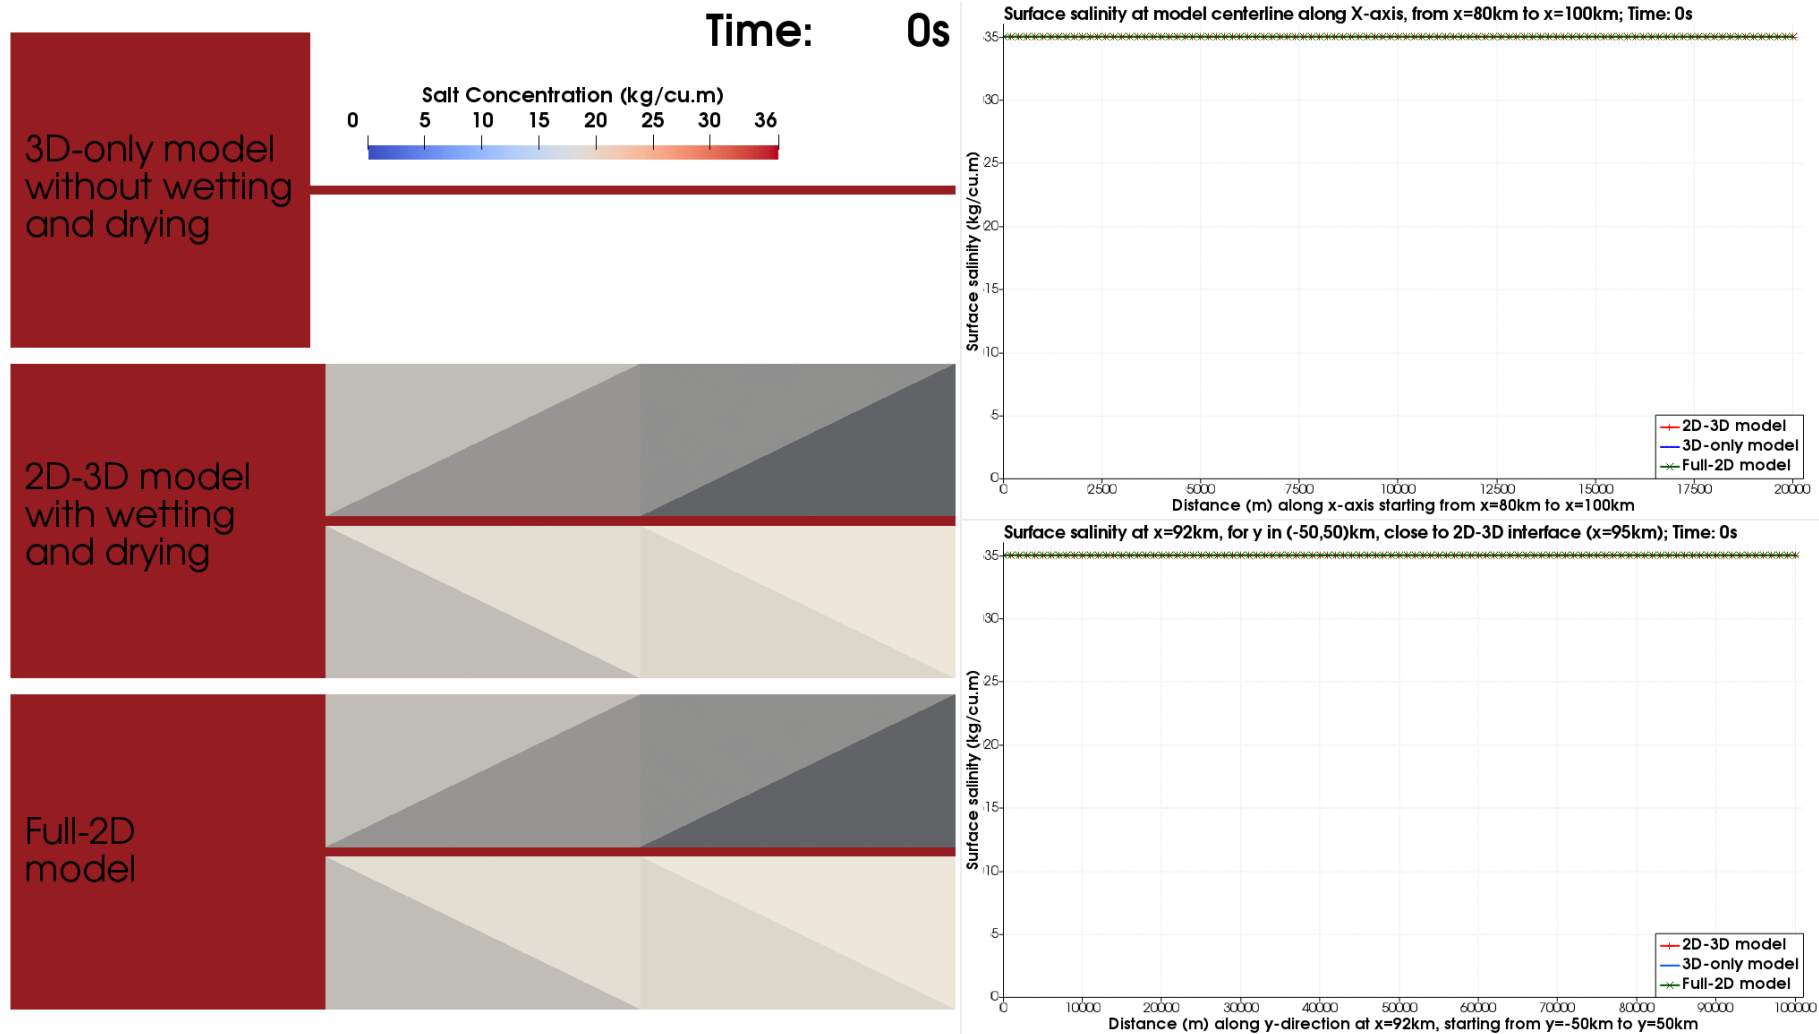 Time: 0s
Salt Concentration (kg/cu.m)
0 5 10 15 20 25 30 36
3D-only model
without wetting
and drying
2D-3D model
with wetting
and drying
Full-2D
model
Surface salinity at model centerline along X-axis, from x=80km to x=100km; Time: 0s
Surface salinity (kg/cu.m)
35
30
25
20
15
10
5
0
2D-3D model
3D-only model
Full-2D model
0 2500 5000 7500 10000 12500 15000 17500 20000
Distance (m) along x-axis starting from x=80km to x=100km
Surface salinity at x=92km, for y in (-50,50)km, close to 2D-3D interface (x=95km); Time: 0s
Surface salinity (kg/cu.m)
35
30
25
20
15
10
5
0
2D-3D model
3D-only model
Full-2D model
0 10000 20000 30000 40000 50000 60000 70000 80000 90000 100000
Distance (m) along y-direction at x=92km, starting from y=-50km to y=50km